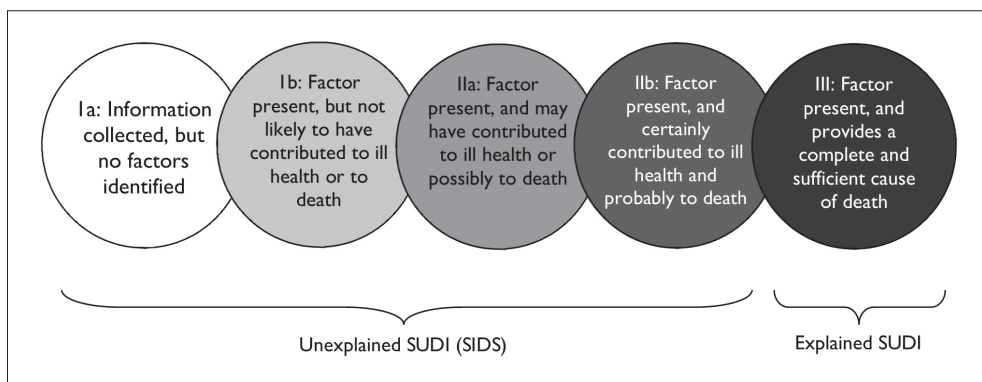 1a: Information
collected, but
no factors
identified
1b: Factor
present, but not
likely to have
contributed to ill
health or to
death
IIa: Factor
present, and may
have contributed
to ill health or
possibly to death
IIb: Factor
present, and
certainly
contributed to ill
health and
probably to death
III: Factor
present, and
provides a
complete and
sufficient cause
of death
Unexplained SUDI (SIDS)
Explained SUDI